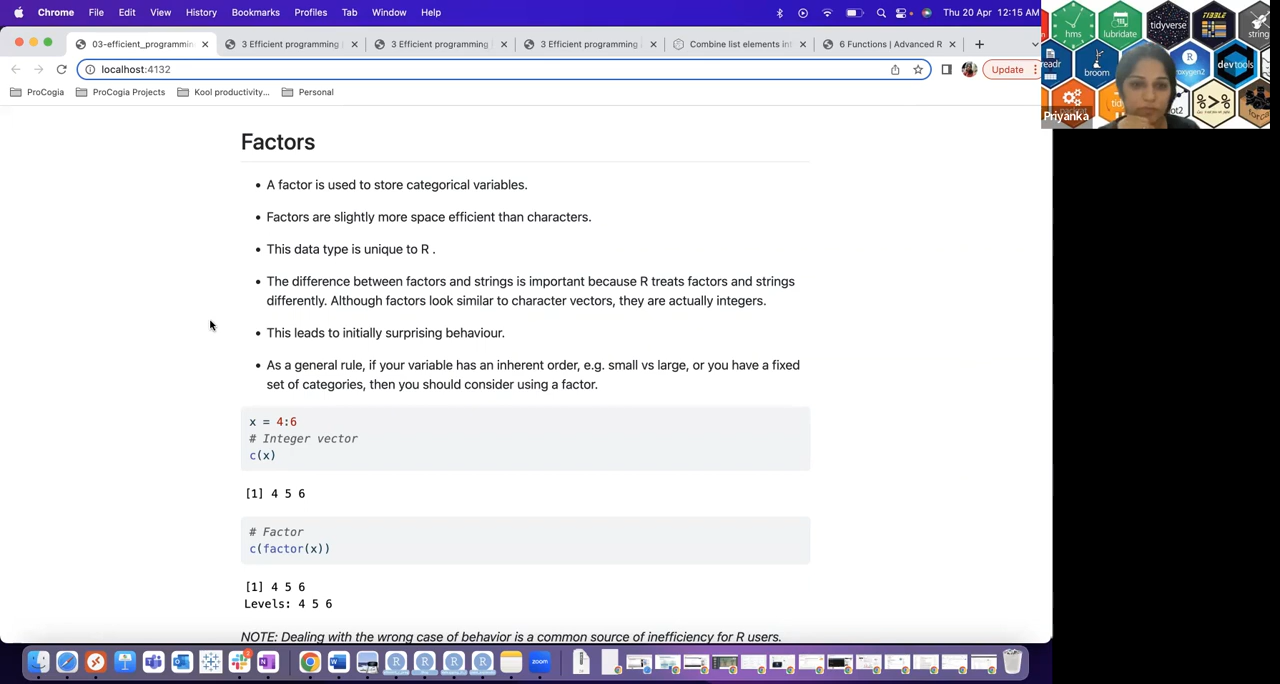 Chrome File Edit View History Bookmarks Profiles Tab Window Help Thu 20 Apr 12:15 AM
03-efficient_programmin 3 Efficient programming 3 Efficient programming 3 Efficient programming Combine list elements in 6 Functions | Advanced R
localhost:4132 Update
ProCogia ProCogia Projects Kool productivity... Personal
hms lubridate tidyverse TIBBLE string
readr broom R oxygen2 devtools
%>%
Priyanka
Factors
• A factor is used to store categorical variables.
• Factors are slightly more space efficient than characters.
• This data type is unique to R .
• The difference between factors and strings is important because R treats factors and strings
differently. Although factors look similar to character vectors, they are actually integers.
• This leads to initially surprising behaviour.
• As a general rule, if your variable has an inherent order, e.g. small vs large, or you have a fixed
set of categories, then you should consider using a factor.
x = 4:6
# Integer vector
c(x)
[1] 4 5 6
# Factor
c(factor(x))
[1] 4 5 6
Levels: 4 5 6
NOTE: Dealing with the wrong case of behavior is a common source of inefficiency for R users.
zoom